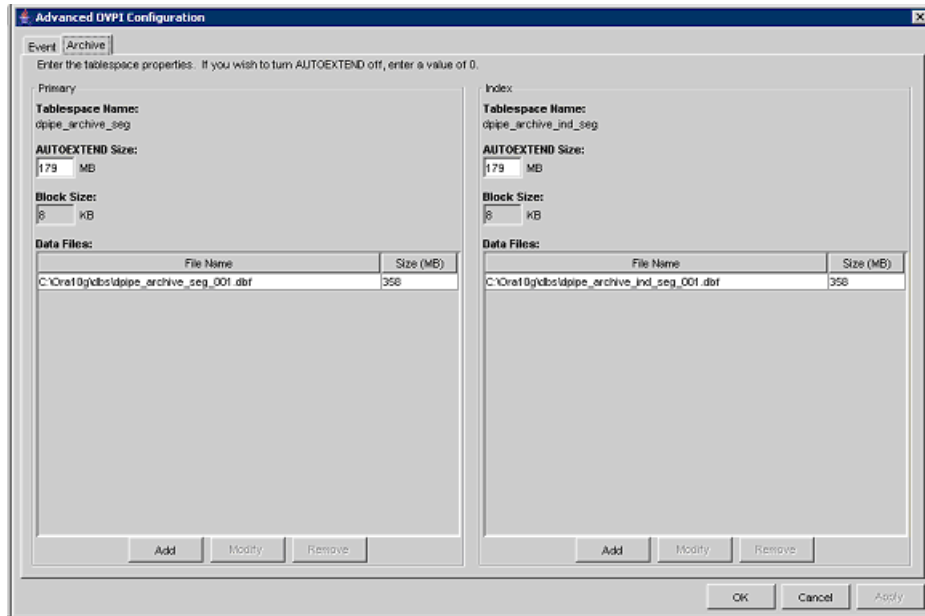 Advanced OVPI Configuration
Event Archive
Enter the tablespace properties. If you wish to turn AUTOEXTEND off, enter a value of 0.
Primary
Tablespace Name:
dpipe_archive_seg
AUTOEXTEND Size:
179 MB
Block Size:
8 KB
Data Files:
File Name Size (MB)
C:\Ora10g\dbs\dpipe_archive_seg_001.dbf 358
Add Modify Remove
Index
Tablespace Name:
dpipe_archive_ind_seg
AUTOEXTEND Size:
179 MB
Block Size:
8 KB
Data Files:
File Name Size (MB)
C:\Ora10g\dbs\dpipe_archive_ind_seg_001.dbf 358
Add Modify Remove
OK Cancel Apply